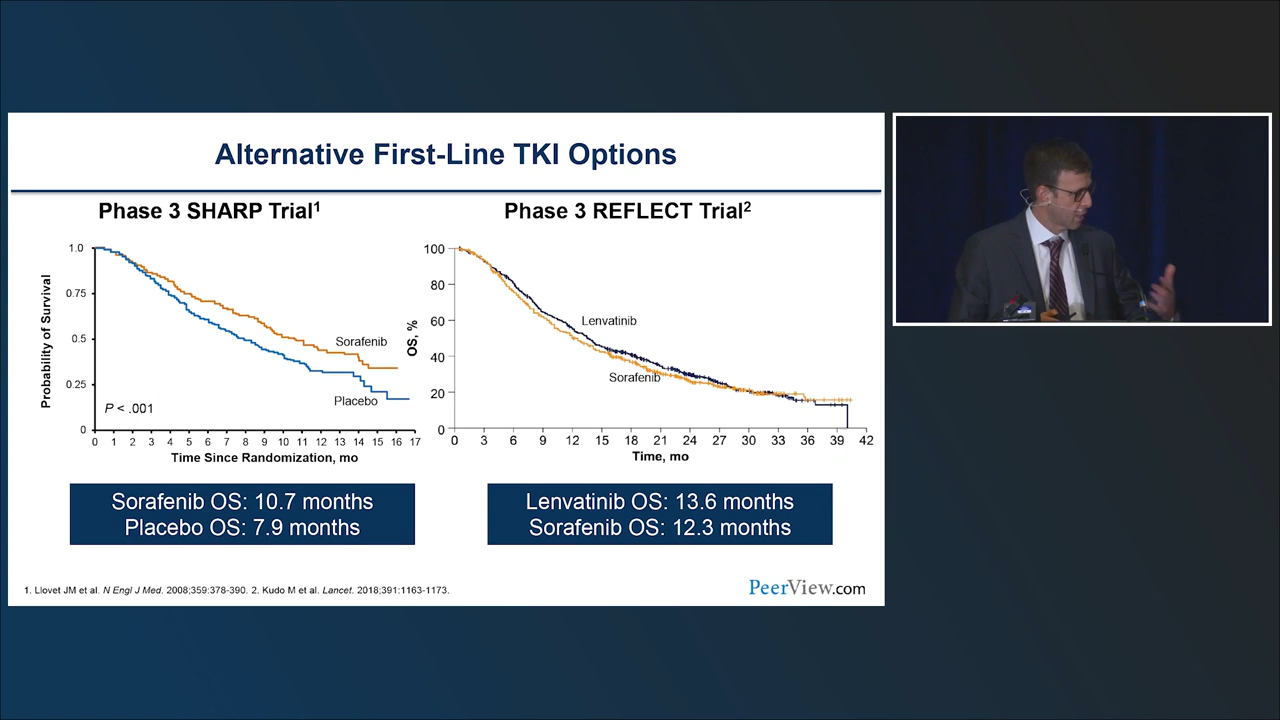 Alternative First-Line TKI Options
Phase 3 SHARP Trial1
1.0
0.75
0.5
0.25
0
Probability of Survival
Sorafenib
Placebo
P < .001
0 1 2 3 4 5 6 7 8 9 10 11 12 13 14 15 16 17
Time Since Randomization, mo
Sorafenib OS: 10.7 months
Placebo OS: 7.9 months
Phase 3 REFLECT Trial2
100
80
60
40
20
0
OS, %
Lenvatinib
Sorafenib
0 3 6 9 12 15 18 21 24 27 30 33 36 39 42
Time, mo
Lenvatinib OS: 13.6 months
Sorafenib OS: 12.3 months
1. Llovet JM et al. N Engl J Med. 2008;359:378-390. 2. Kudo M et al. Lancet. 2018;391:1163-1173.
PeerView.com